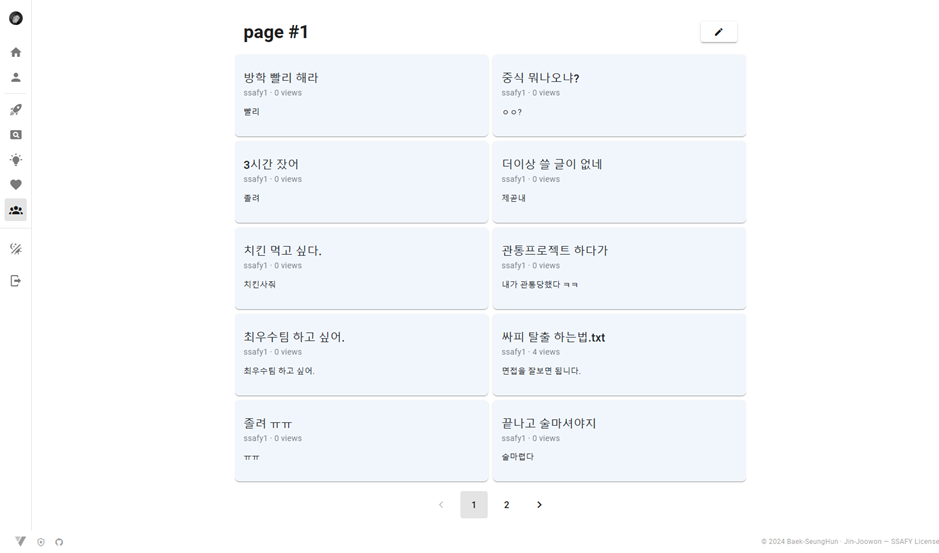 page #1
방학 빨리 해라
ssafy1 · 0 views
빨리
중식 뭐나오냐?
ssafy1 · 0 views
ㅇㅇ?
3시간 잤어
ssafy1 · 0 views
졸려
더이상 쓸 글이 없네
ssafy1 · 0 views
제곧내
치킨 먹고 싶다.
ssafy1 · 0 views
치킨사줘
관통프로젝트 하다가
ssafy1 · 0 views
내가 관통당했다 ㅋㅋ
최우수팀 하고 싶어.
ssafy1 · 0 views
최우수팀 하고 싶어.
싸피 탈출 하는법.txt
ssafy1 · 4 views
면접을 잘보면 됩니다.
졸려 ㅠㅠ
ssafy1 · 0 views
ㅠㅠ
끝나고 술마셔야지
ssafy1 · 0 views
술마렵다
1 2
© 2024 Baek-SeungHun · Jin-Joowon — SSAFY License